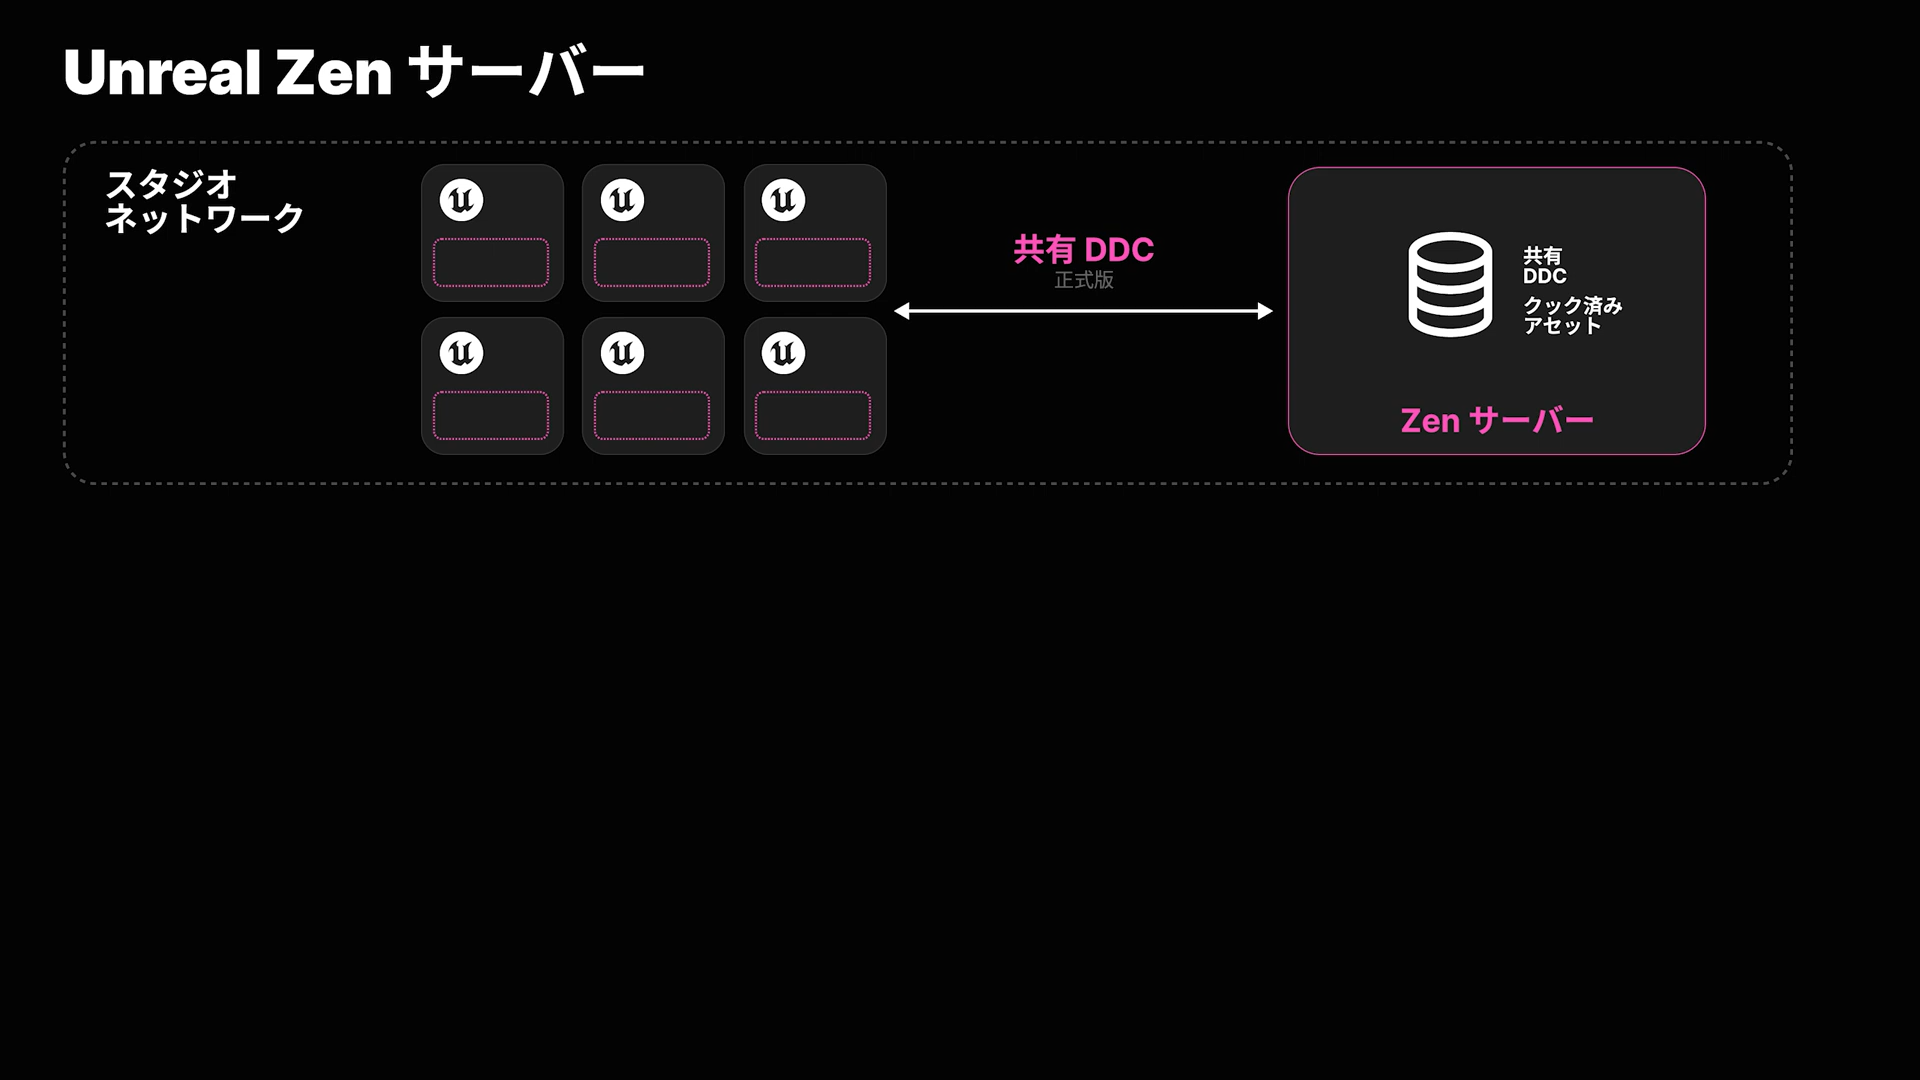 Unreal Zen サーバー
スタジオ
ネットワーク
共有 DDC
正式版
共有
DDC
クック済み
アセット
Zen サーバー